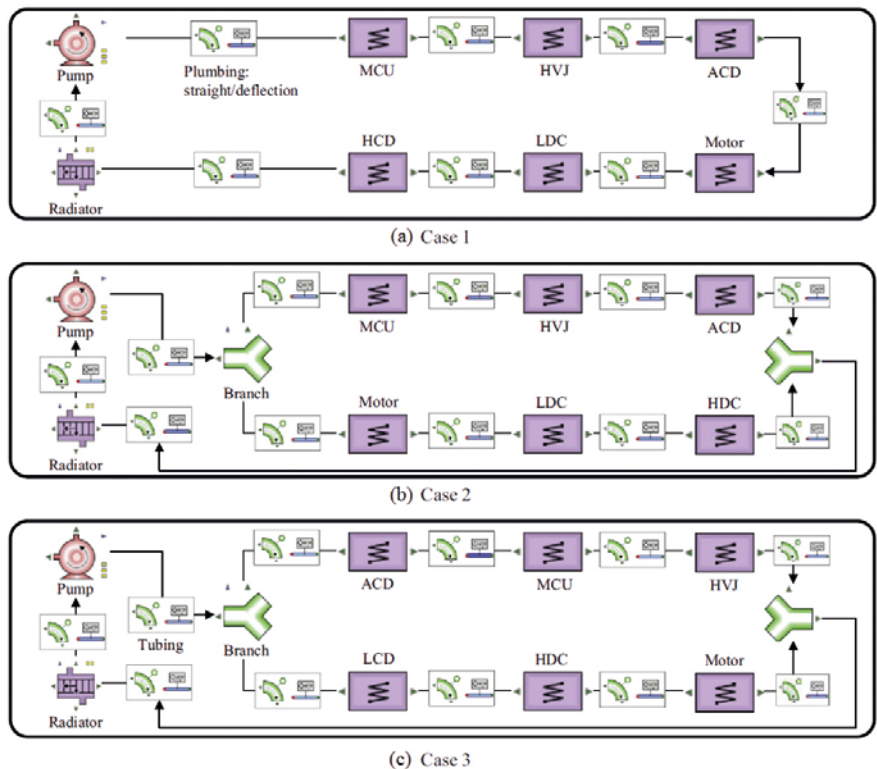 Pump
Plumbing:
straight/deflection
MCU
HVJ
ACD
Radiator
HCD
LDC
Motor
(a) Case 1
Pump
MCU
HVJ
ACD
Branch
Motor
LDC
HDC
Radiator
(b) Case 2
Pump
ACD
MCU
HVJ
Tubing
Branch
LCD
HDC
Motor
Radiator
(c) Case 3